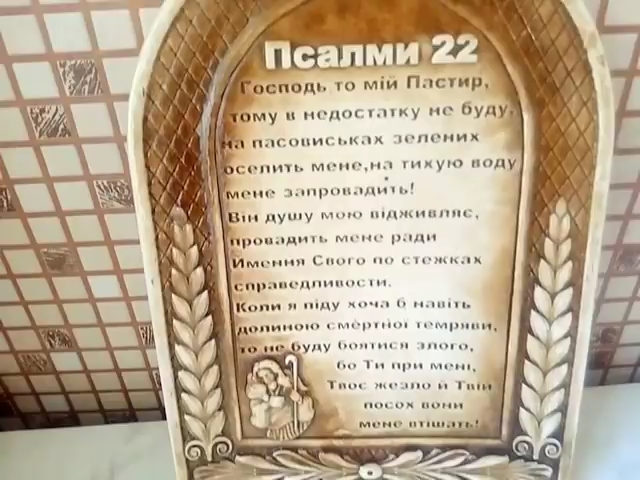 Псалми 22
Господь то мій Пастир,
тому в недостатку не буду,
на пасовиськах зелених
оселить мене,на тихую воду
мене запровадить!
Він душу мою відживляє,
провадить мене ради
Имення Свого по стежках
справедливости.
Коли я піду хоча б навіть
долиною смертної темряви,
то не буду боятися злого,
бо Ти при мені,
Твоє жезло й Твій
посох вони
мене втішать!